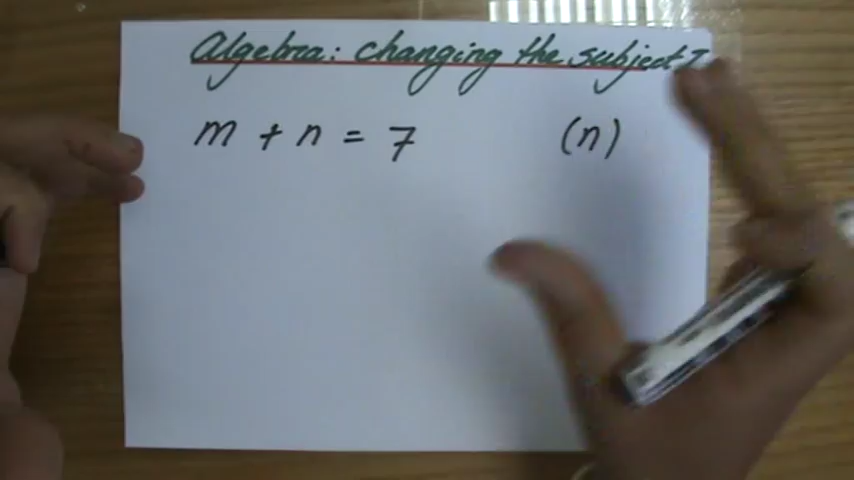 Algebra: changing the subject I
m + n = 7 (n)